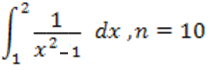 ∫₁² 1/(x²-1) dx ,n = 10